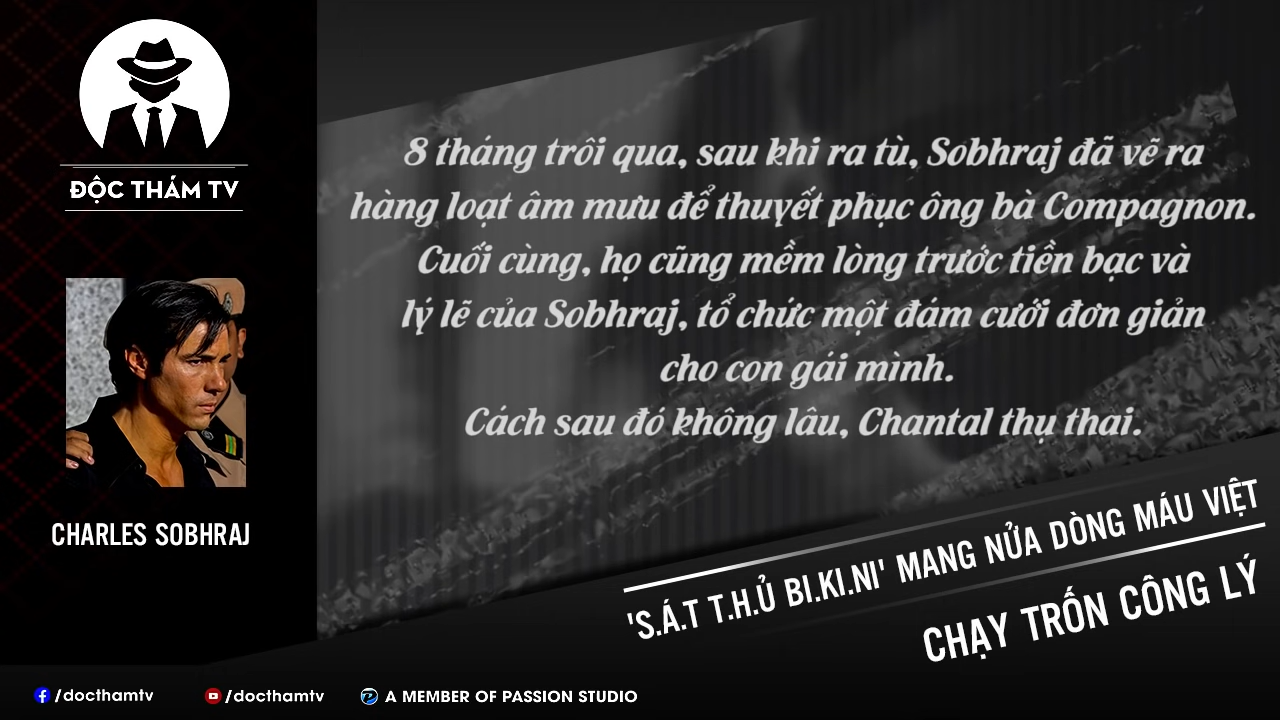 ĐỘC THÁM TV
CHARLES SOBHRAJ
8 tháng trôi qua, sau khi ra tù, Sobhraj đã vẽ ra
hàng loạt âm mưu để thuyết phục ông bà Compagnon.
Cuối cùng, họ cũng mềm lòng trước tiền bạc và
lý lẽ của Sobhraj, tổ chức một đám cưới đơn giản
cho con gái mình.
Cách sau đó không lâu, Chantal thụ thai.
'S.Á.T T.H.Ủ BI.KI.NI' MANG NỬA DÒNG MÁU VIỆT
CHẠY TRỐN CÔNG LÝ
/docthamtv
/docthamtv
A MEMBER OF PASSION STUDIO